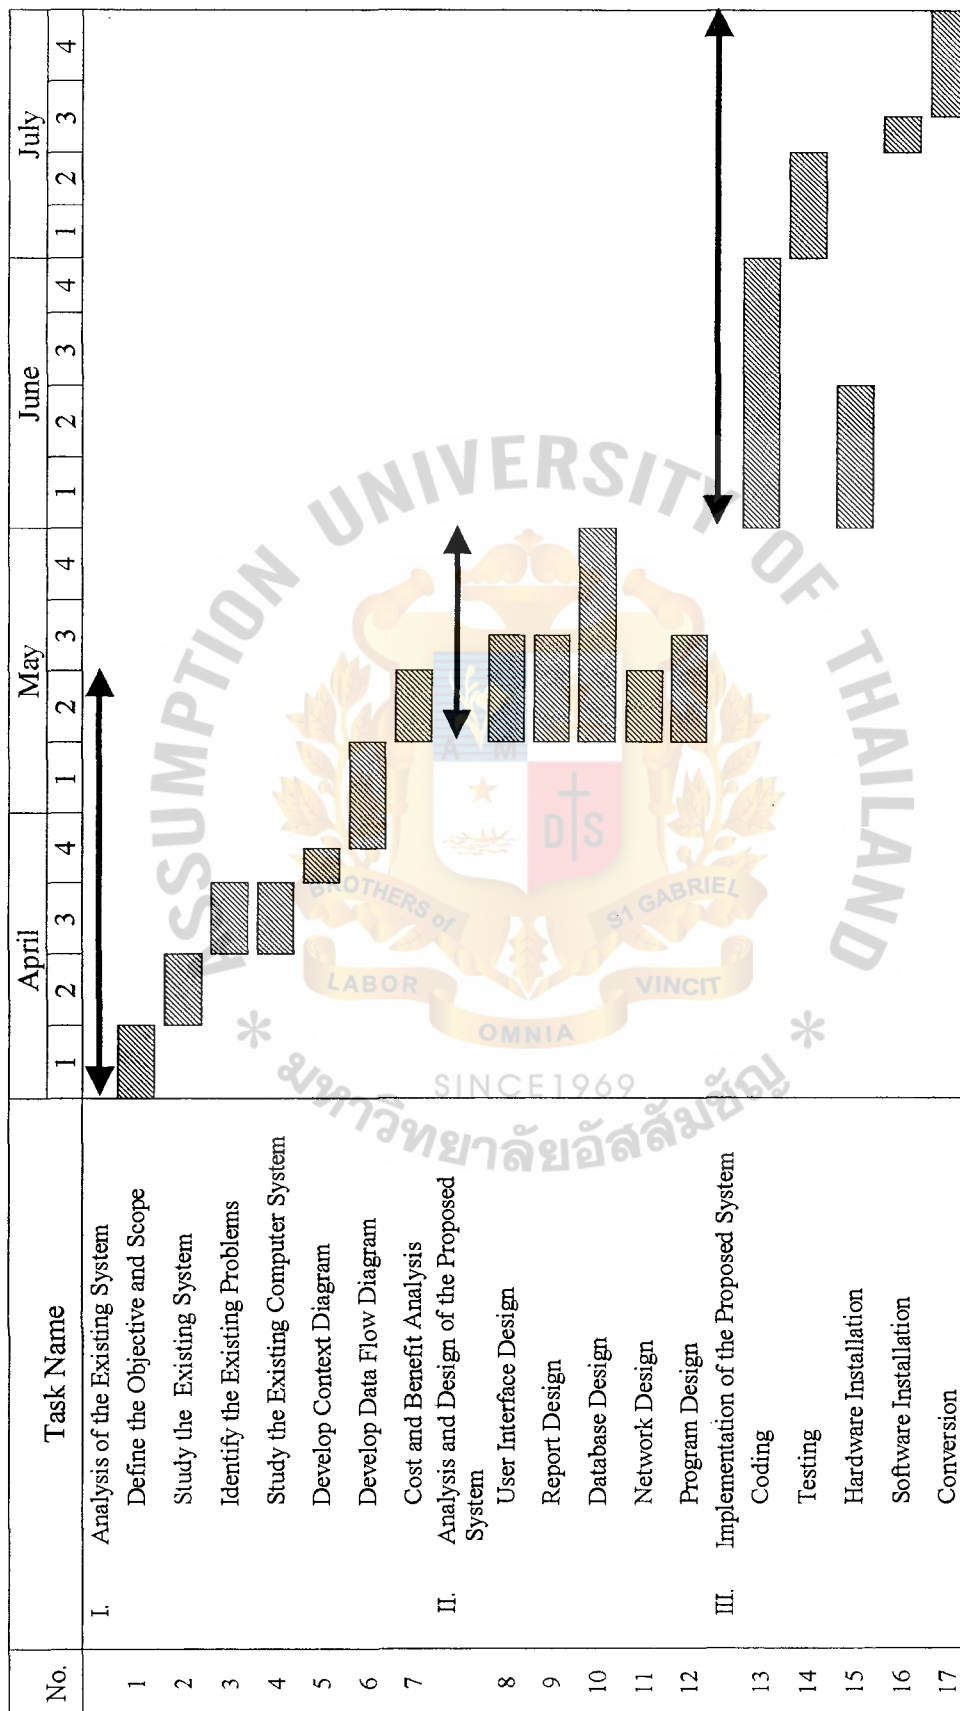 No. Task Name April May June July
1 2 3 4 1 2 3 4 1 2 3 4 1 2 3 4
I. Analysis of the Existing System
1 Define the Objective and Scope
2 Study the Existing System
3 Identify the Existing Problems
4 Study the Existing Computer System
5 Develop Context Diagram
6 Develop Data Flow Diagram
7 Cost and Benefit Analysis
II. Analysis and Design of the Proposed
System
8 User Interface Design
9 Report Design
10 Database Design
11 Network Design
12 Program Design
III. Implementation of the Proposed System
13 Coding
14 Testing
15 Hardware Installation
16 Software Installation
17 Conversion
ASSUMPTION UNIVERSITY OF THAILAND
A M
D S
BROTHERS of
ST GABRIEL
LABOR
OMNIA
VINCIT
SINCE1969
มหาวิทยาลัยอัสสัมชัญ